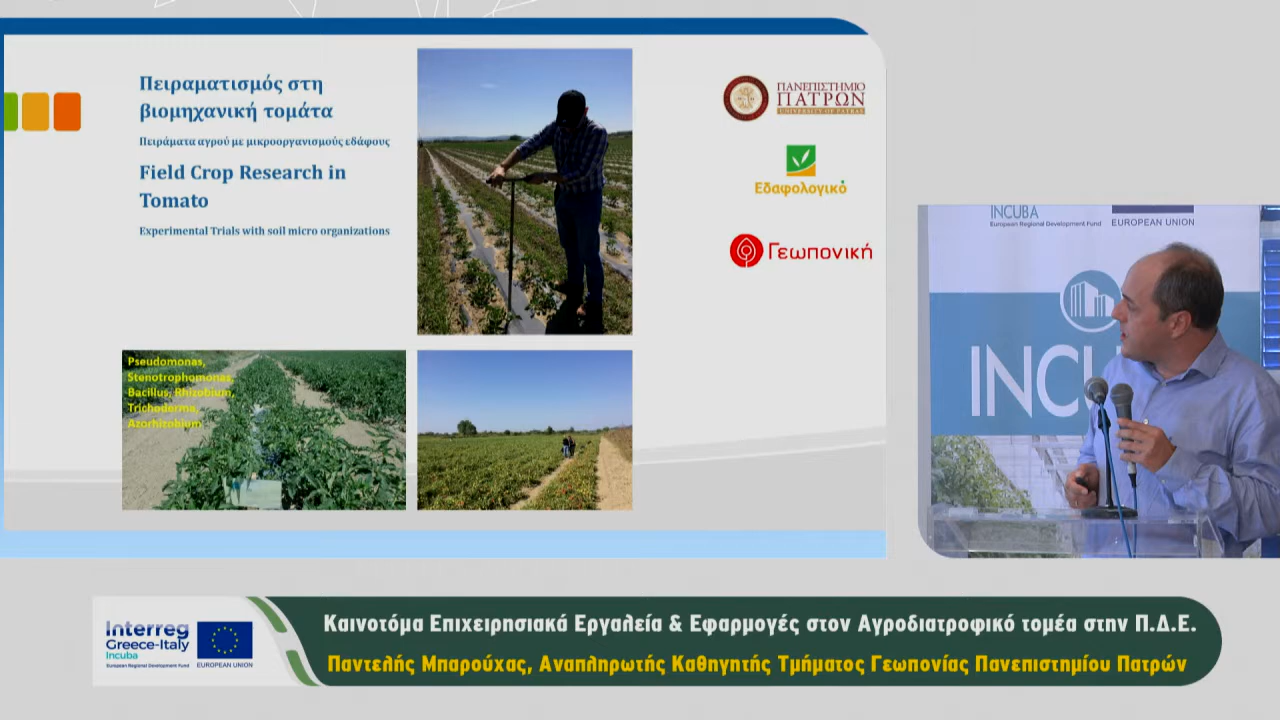 Πειραματισμός στη
βιομηχανική τομάτα
Πειράματα αγρού με μικροοργανισμούς εδάφους
Field Crop Research in
Tomato
Experimental Trials with soil micro organizations
Pseudomonas,
Stenotrophomonas,
Bacillus, Rhizobium,
Trichoderma,
Azorhizobium
ΠΑΝΕΠΙΣΤΗΜΙΟ
ΠΑΤΡΩΝ
UNIVERSITY OF PATRAS
Εδαφολογικό
Γεωπονική
INCUBA
European Regional Development Fund
EUROPEAN UNION
INCU
Interreg
Greece-Italy
Incuba
European Regional Development Fund
EUROPEAN UNION
Καινοτόμα Επιχειρησιακά Εργαλεία & Εφαρμογές στον Αγροδιατροφικό τομέα στην Π.Δ.Ε.
Παντελής Μπαρούχας, Αναπληρωτής Καθηγητής Τμήματος Γεωπονίας Πανεπιστημίου Πατρών